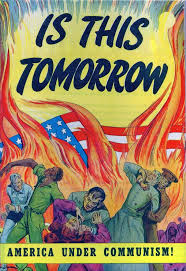 IS THIS
TOMORROW
AMERICA UNDER COMMUNISM!